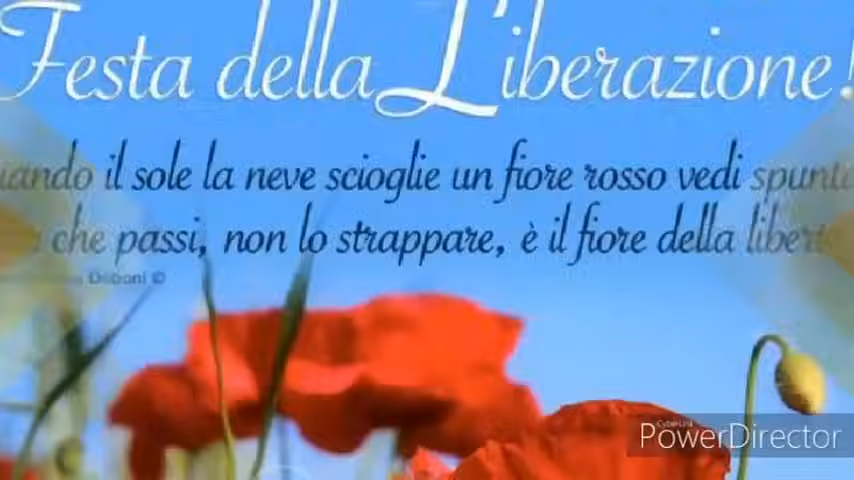 Festa della Liberazione!
uando il sole la neve scioglie un fiore rosso vedi spunta
che passi, non lo strappare, è il fiore della libert
CyberLink
PowerDirector